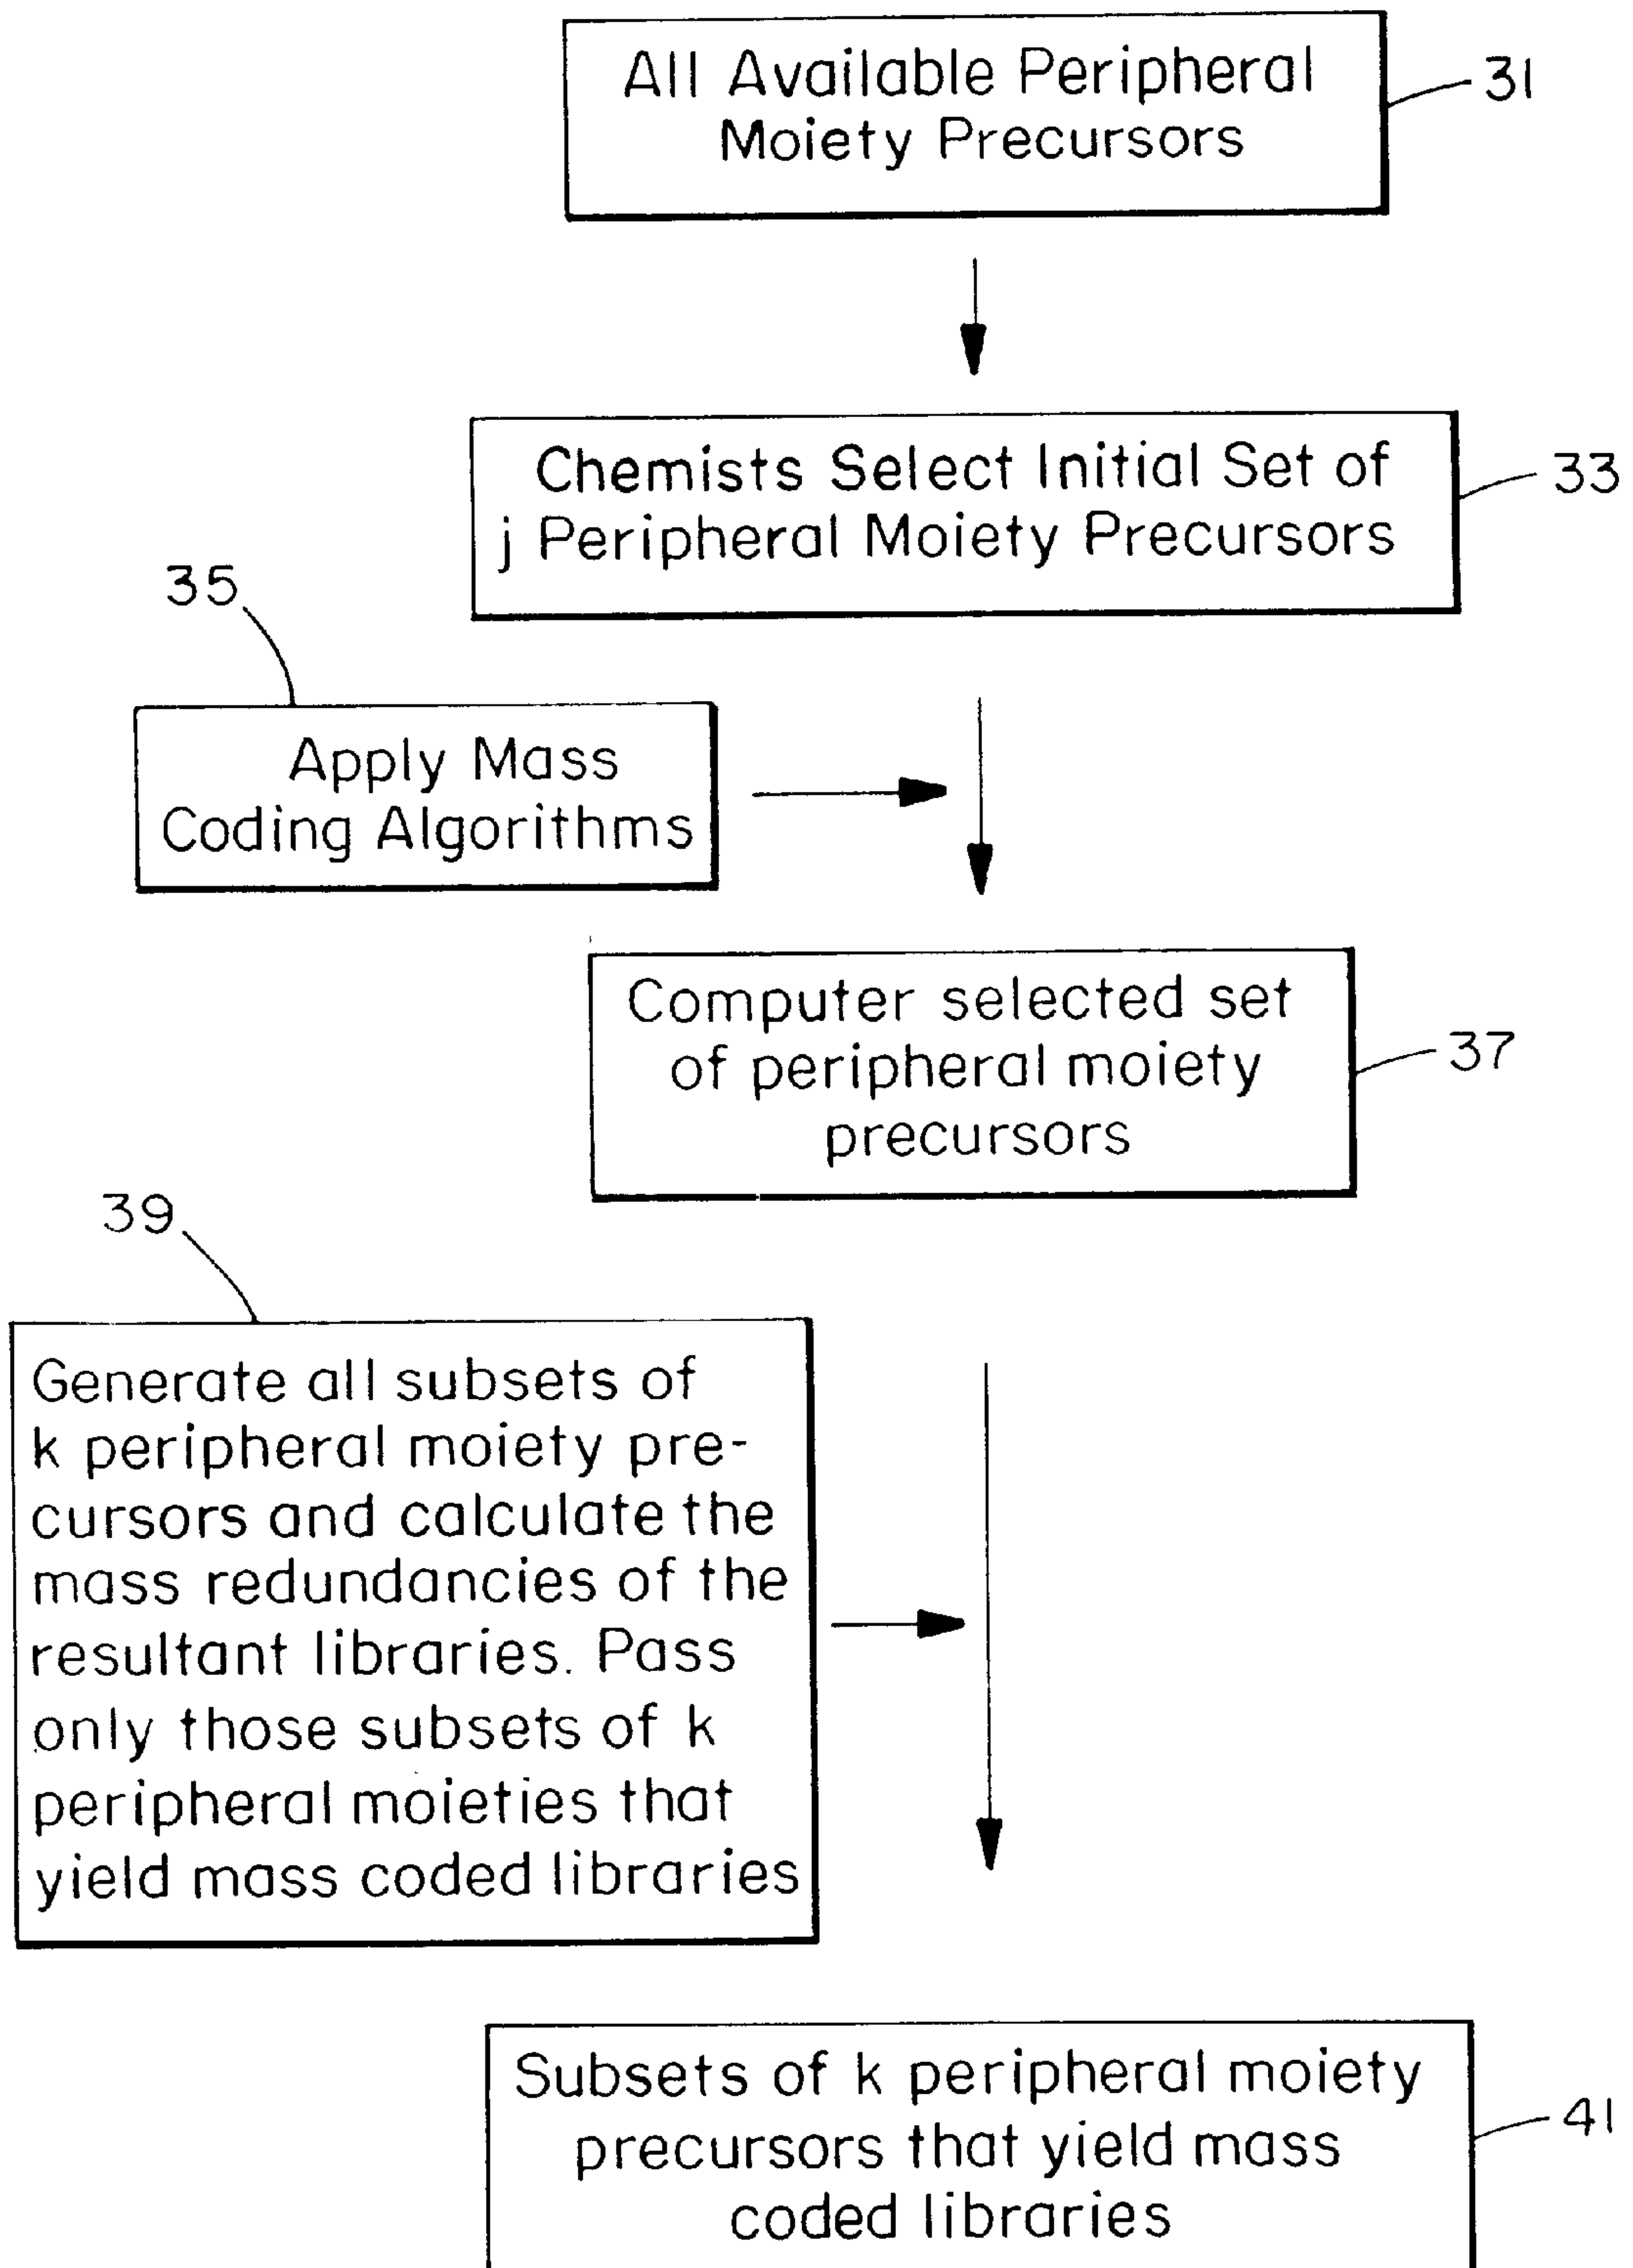 All Available Peripheral
Moiety Precursors
31
Chemists Select Initial Set of
j Peripheral Moiety Precursors
33
35
Apply Mass
Coding Algorithms
Computer selected set
of peripheral moiety
precursors
37
39
Generate all subsets of
k peripheral moiety pre-
cursors and calculate the
mass redundancies of the
resultant libraries. Pass
only those subsets of k
peripheral moieties that
yield mass coded libraries
Subsets of k peripheral moiety
precursors that yield mass
coded libraries
41